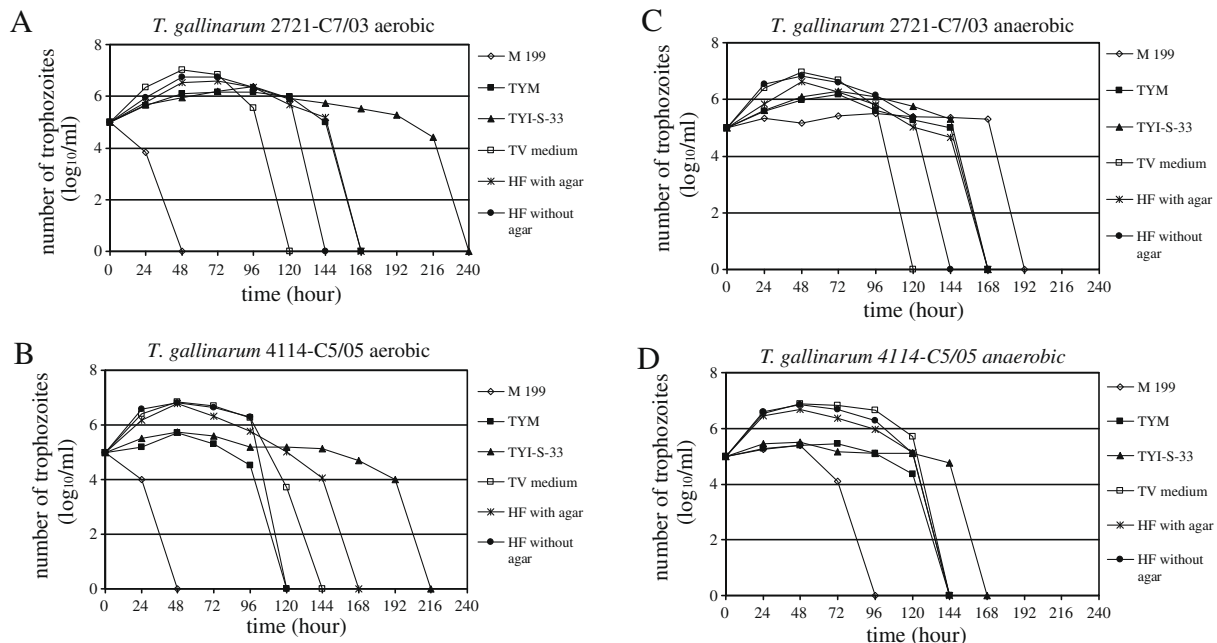 A
T. gallinarum 2721-C7/03 aerobic
number of trophozoites
(log10/ml)
8
6
4
2
0
0 24 48 72 96 120 144 168 192 216 240
time (hour)
M 199
TYM
TYI-S-33
TV medium
HF with agar
HF without
agar
B
T. gallinarum 4114-C5/05 aerobic
number of trophozoites
(log10/ml)
8
6
4
2
0
0 24 48 72 96 120 144 168 192 216 240
time (hour)
M 199
TYM
TYI-S-33
TV medium
HF with agar
HF without
agar
C
T. gallinarum 2721-C7/03 anaerobic
number of trophozoites
(log10/ml)
8
6
4
2
0
0 24 48 72 96 120 144 168 192 216 240
time (hour)
M 199
TYM
TYI-S-33
TV medium
HF with agar
HF without
agar
D
T. gallinarum 4114-C5/05 anaerobic
number of trophozoites
(log10/ml)
8
6
4
2
0
0 24 48 72 96 120 144 168 192 216 240
time (hour)
M 199
TYM
TYI-S-33
TV medium
HF with agar
HF without
agar